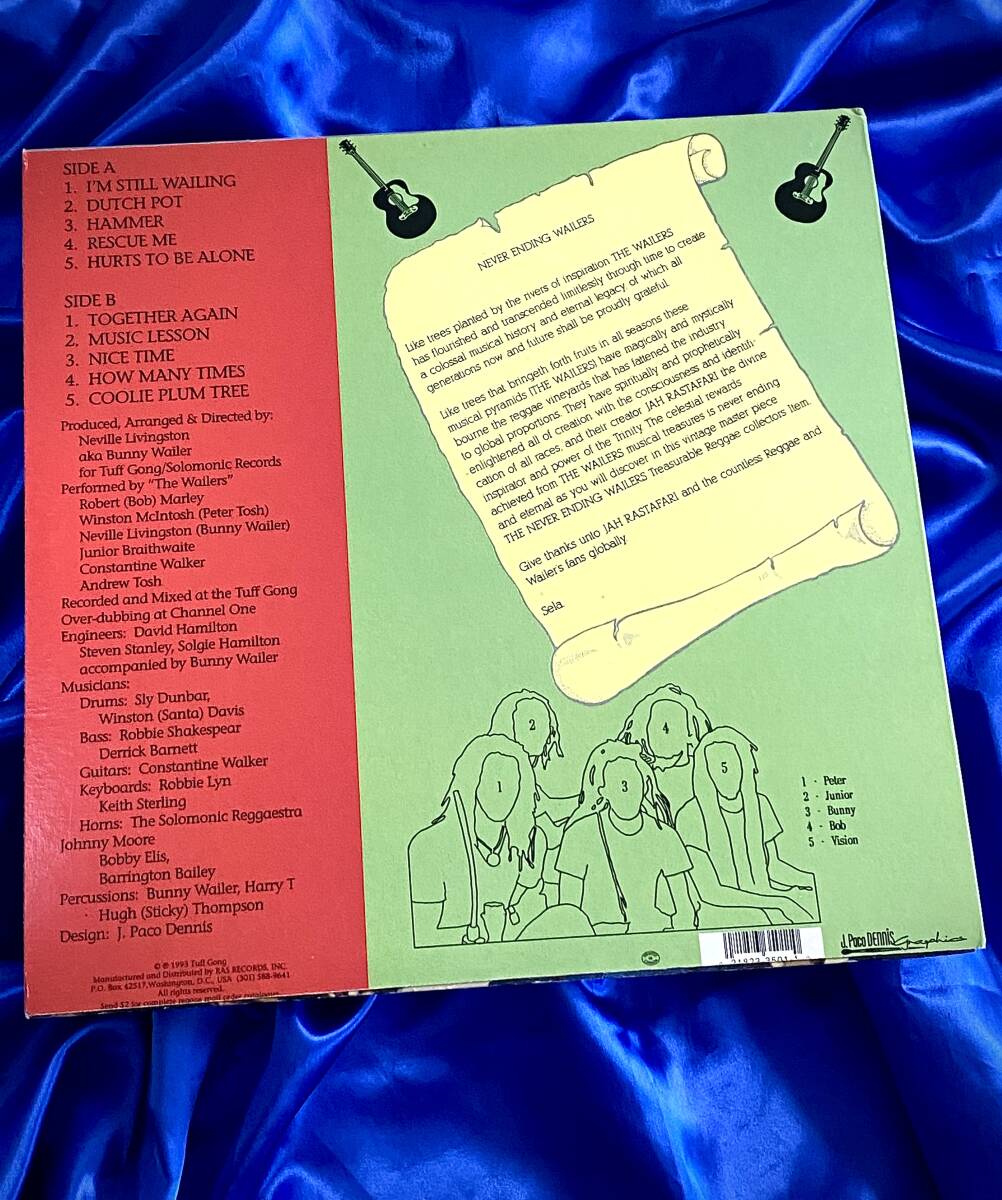 SIDE A
1. I'M STILL WAILING
2. DUTCH POT
3. HAMMER
4. RESCUE ME
5. HURTS TO BE ALONE
SIDE B
1. TOGETHER AGAIN
2. MUSIC LESSON
3. NICE TIME
4. HOW MANY TIMES
5. COOLIE PLUM TREE
Produced, Arranged & Directed by:
Neville Livingston
aka Bunny Wailer
for Tuff Gong/Solomonic Records
Performed by "The Wailers"
Robert (Bob) Marley
Winston McIntosh (Peter Tosh)
Neville Livingston (Bunny Wailer)
Junior Braithwaite
Constantine Walker
Andrew Tosh
Recorded and Mixed at the Tuff Gong
Over-dubbing at Channel One
Engineers: David Hamilton
Steven Stanley, Solgie Hamilton
accompanied by Bunny Wailer
Musicians:
Drums: Sly Dunbar,
Winston (Santa) Davis
Bass: Robbie Shakespear
Derrick Barnett
Guitars: Constantine Walker
Keyboards: Robbie Lyn
Keith Sterling
Horns: The Solomonic Reggaestra
Johnny Moore
Bobby Elis,
Barrington Bailey
Percussions: Bunny Wailer, Harry T
Hugh (Sticky) Thompson
Design: J. Paco Dennis
© ℗ 1993 Tuff Gong
Manufactured and Distributed by RAS RECORDS, INC.
P.O. Box 42517, Washington, D.C., USA (301) 588-9641
All rights reserved.
Send $2 for complete reggae mail order catalogue
NEVER ENDING WAILERS
Like trees planted by the rivers of inspiration THE WAILERS
has flourished and transcended limitlessly through time to create
a colossal musical history and eternal legacy of which all
generations now and future shall be proudly grateful.
Like trees that bringeth forth fruits in all seasons these
musical pyramids (THE WAILERS) have magically and mystically
bourne the reggae vineyards that has fattened the industry
to global proportions. They have spiritually and prophetically
enlightened all of creation with the consciousness and identifi-
cation of all races, and their creator JAH RASTAFARI the divine
inspirator and power of the Trinity. The celestial rewards
achieved from THE WAILERS musical treasures is never ending
and eternal as you will discover in this vintage master piece
THE NEVER ENDING WAILERS Treasurable Reggae collectors Item.
Give thanks unto JAH RASTAFARI and the countless Reggae and
Wailer's fans globally.
Sela.
1
2
3
4
5
1 - Peter
2 - Junior
3 - Bunny
4 - Bob
5 - Vision
J. Paco DENNIS Graphics